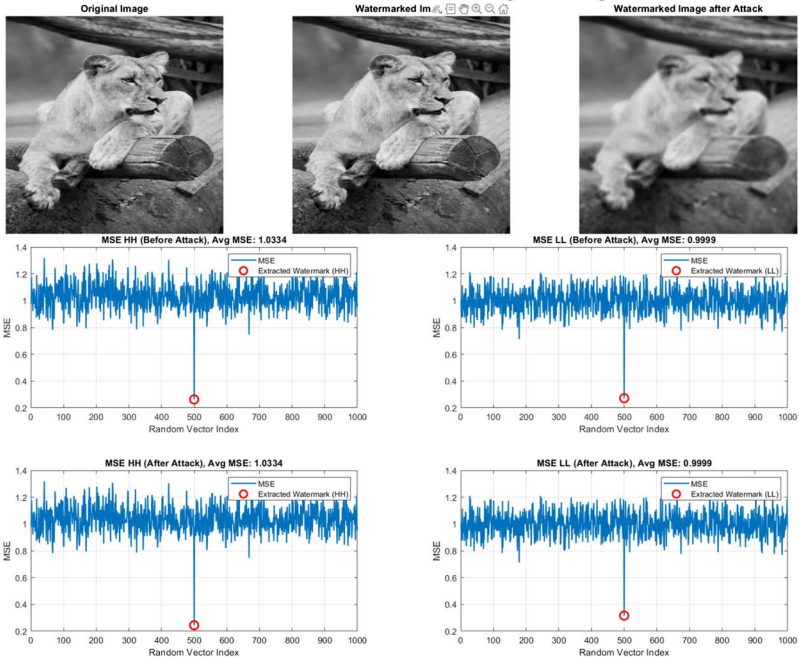 Original Image
Watermarked Im
Watermarked Image after Attack
MSE HH (Before Attack), Avg MSE: 1.0334
MSE
Extracted Watermark (HH)
1.4
1.2
1
0.8
0.6
0.4
0.2
MSE
0 100 200 300 400 500 600 700 800 900 1000
Random Vector Index
MSE LL (Before Attack), Avg MSE: 0.9999
MSE
Extracted Watermark (LL)
1.4
1.2
1
0.8
0.6
0.4
0.2
MSE
0 100 200 300 400 500 600 700 800 900 1000
Random Vector Index
MSE HH (After Attack), Avg MSE: 1.0334
MSE
Extracted Watermark (HH)
1.4
1.2
1
0.8
0.6
0.4
0.2
MSE
0 100 200 300 400 500 600 700 800 900 1000
Random Vector Index
MSE LL (After Attack), Avg MSE: 0.9999
MSE
Extracted Watermark (LL)
1.4
1.2
1
0.8
0.6
0.4
0.2
MSE
0 100 200 300 400 500 600 700 800 900 1000
Random Vector Index